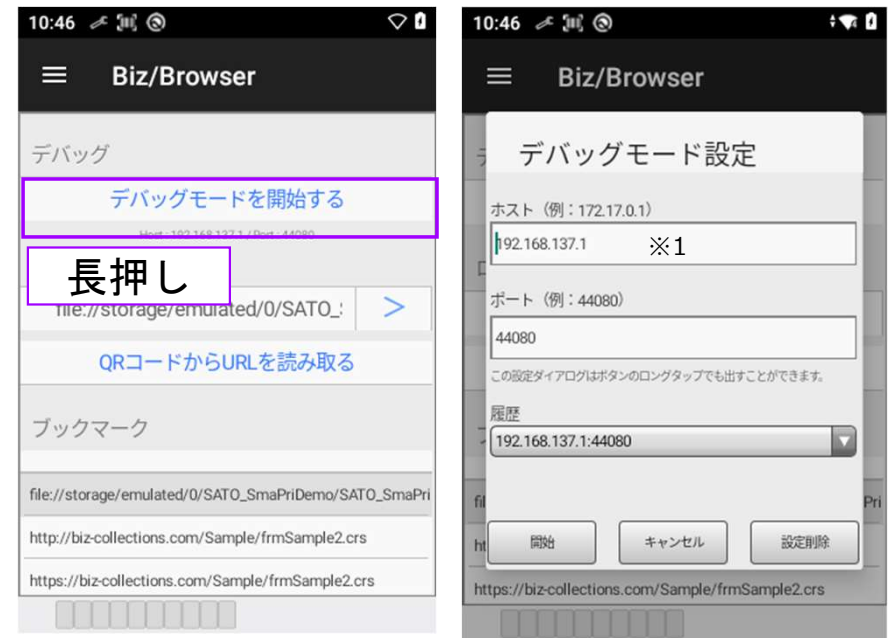 10:46
Biz/Browser
デバッグ
デバッグモードを開始する
Host : 192.168.137.1 / Port : 44080
長押し
file://storage/emulated/0/SATO_S
>
QRコードからURLを読み取る
ブックマーク
file://storage/emulated/0/SATO_SmaPriDemo/SATO_SmaPri
http://biz-collections.com/Sample/frmSample2.crs
https://biz-collections.com/Sample/frmSample2.crs
10:46
Biz/Browser
デバッグモード設定
ホスト（例：172.17.0.1）
192.168.137.1 ※1
ポート（例：44080）
44080
この設定ダイアログはボタンのロングタップでも出すことができます。
履歴
192.168.137.1:44080
開始 キャンセル 設定削除
https://biz-collections.com/Sample/frmSample2.crs